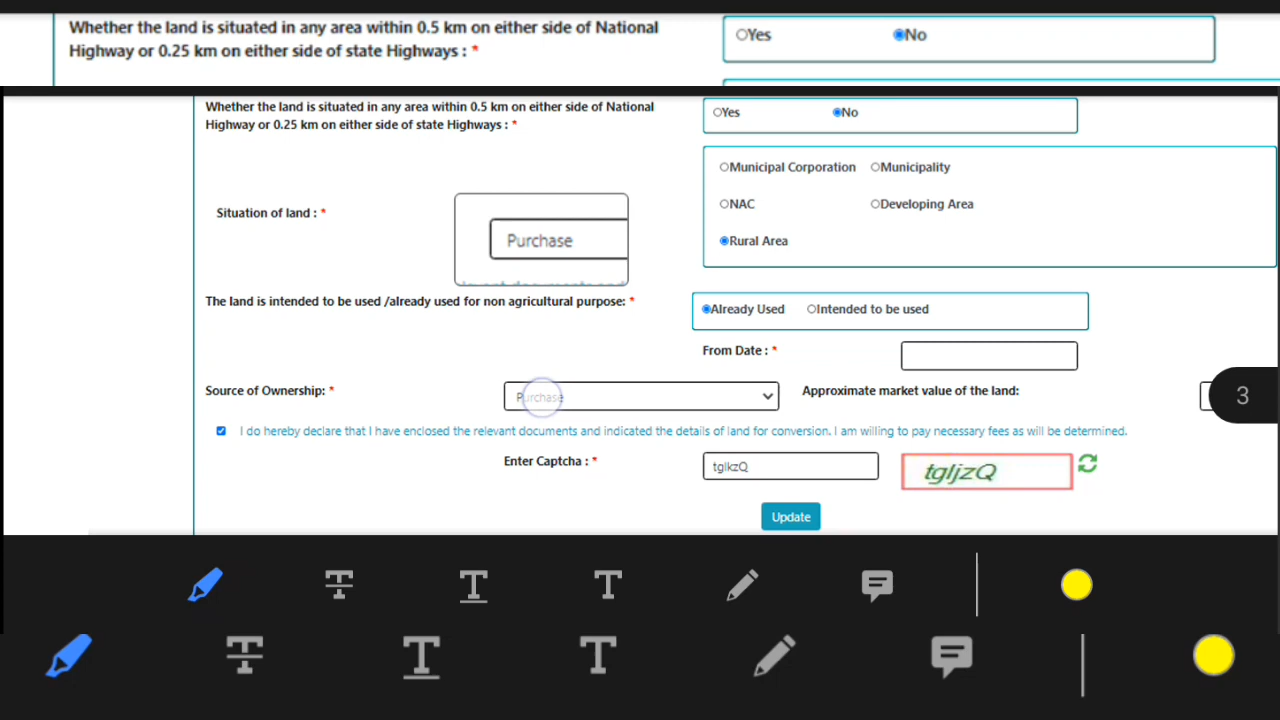 Whether the land is situated in any area within 0.5 km on either side of National
Highway or 0.25 km on either side of state Highways : *
Yes No
Whether the land is situated in any area within 0.5 km on either side of National
Highway or 0.25 km on either side of state Highways : *
Yes No
Situation of land : *
Purchase
Municipal Corporation Municipality
NAC Developing Area
Rural Area
The land is intended to be used /already used for non agricultural purpose: *
Already Used Intended to be used
From Date : *
Source of Ownership: *
Purchase
Approximate market value of the land:
3
I do hereby declare that I have enclosed the relevant documents and indicated the details of land for conversion. I am willing to pay necessary fees as will be determined.
Enter Captcha : *
tglkzQ
tgljzQ
Update